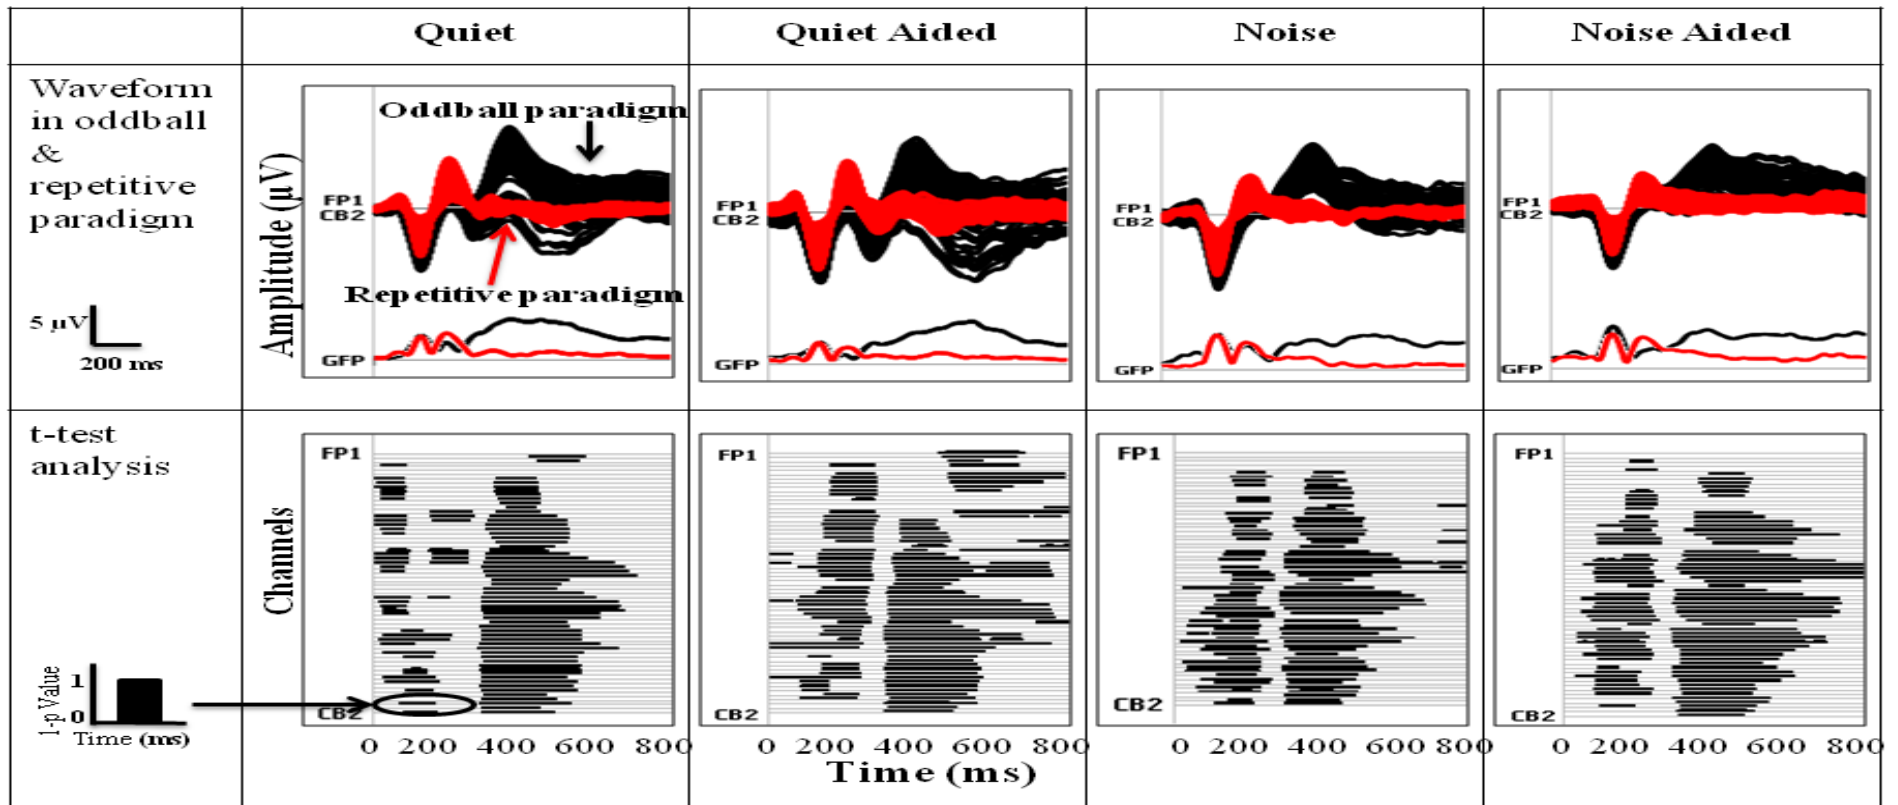 Quiet
Quiet Aided
Noise
Noise Aided
Waveform
in oddball
&
repetitive
paradigm
5 µV
200 ms
Amplitude (µV)
Oddball paradigm
FP1
CB2
Repetitive paradigm
GFP
FP1
CB2
GFP
FP1
CB2
GFP
FP1
CB2
GFP
t-test
analysis
1-p Value
1
0
Time (ms)
Channels
FP1
CB2
0 200 400 600 800
FP1
CB2
0 200 400 600 800
FP1
CB2
0 200 400 600 800
FP1
CB2
0 200 400 600 800
Time (ms)